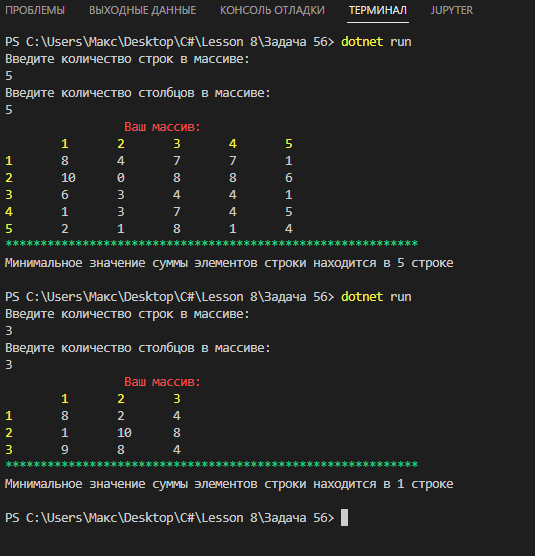 ПРОБЛЕМЫ ВЫХОДНЫЕ ДАННЫЕ КОНСОЛЬ ОТЛАДКИ ТЕРМИНАЛ JUPYTER
PS C:\Users\Макс\Desktop\C#\Lesson 8\Задача 56> dotnet run
Введите количество строк в массиве:
5
Введите количество столбцов в массиве:
5
Ваш массив:
1 2 3 4 5
1 8 4 7 7 1
2 10 0 8 8 6
3 6 3 4 4 1
4 1 3 7 4 5
5 2 1 8 1 4
***********************************************************
Минимальное значение суммы элементов строки находится в 5 строке
PS C:\Users\Макс\Desktop\C#\Lesson 8\Задача 56> dotnet run
Введите количество строк в массиве:
3
Введите количество столбцов в массиве:
3
Ваш массив:
1 2 3
1 8 2 4
2 1 10 8
3 9 8 4
***********************************************************
Минимальное значение суммы элементов строки находится в 1 строке
PS C:\Users\Макс\Desktop\C#\Lesson 8\Задача 56>